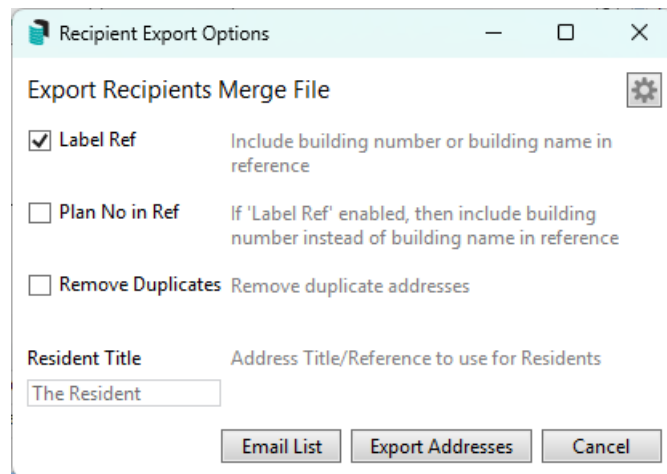 Recipient Export Options
Export Recipients Merge File
Label Ref
Include building number or building name in
reference
Plan No in Ref
If 'Label Ref' enabled, then include building
number instead of building name in reference
Remove Duplicates
Remove duplicate addresses
Resident Title
Address Title/Reference to use for Residents
The Resident
Email List
Export Addresses
Cancel